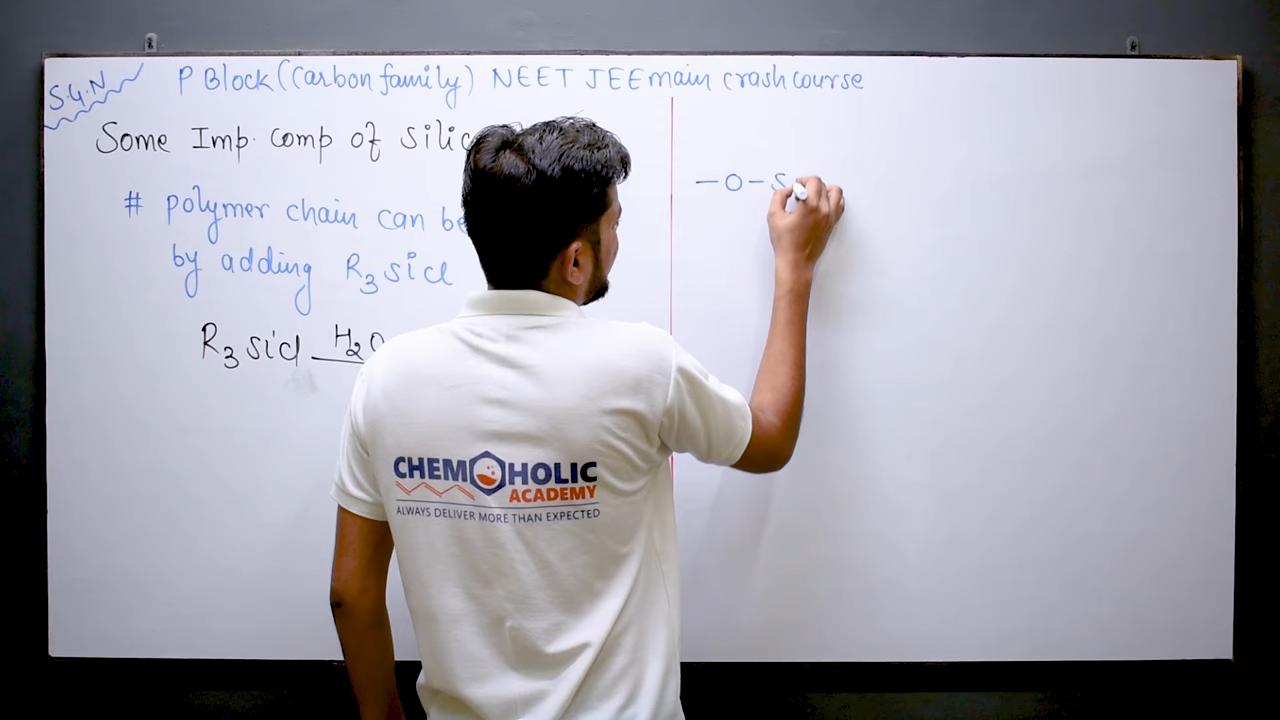 S.G.N
P Block (Carbon family) NEET JEE main crash course
Some Imp. comp of silic
# polymer chain can be
by adding R₃sicl
R₃sicl H₂O
-O-S
CHEMOHOLIC
ACADEMY
ALWAYS DELIVER MORE THAN EXPECTED